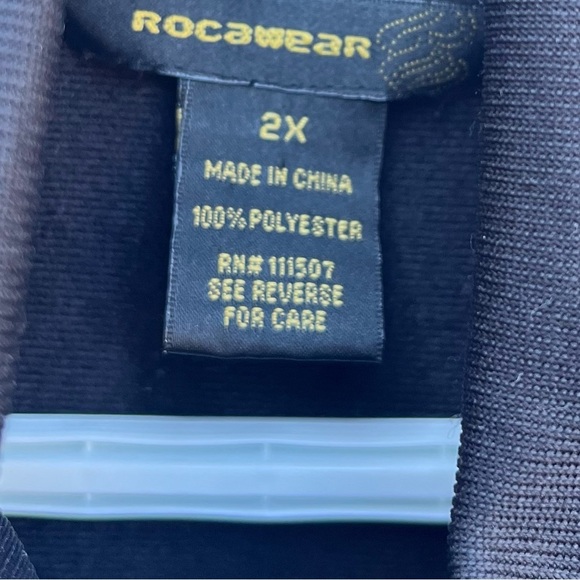 ROCAWEAR
2X
MADE IN CHINA
100% POLYESTER
RN# 111507
SEE REVERSE
FOR CARE